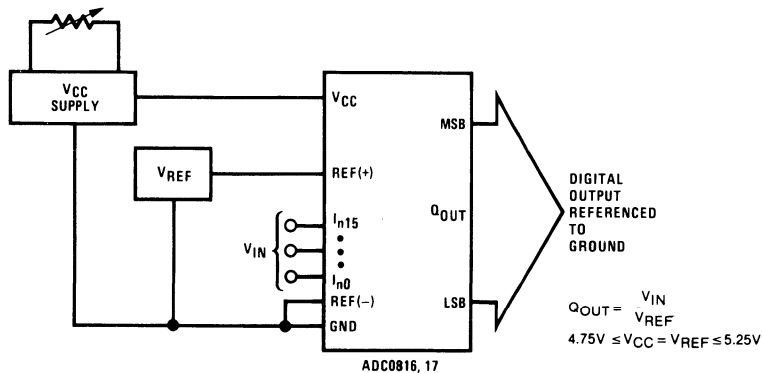 VCC
SUPPLY
VREF
VIN
VCC
REF(+)
In15
In0
REF(−)
GND
MSB
QOUT
LSB
ADC0816, 17
DIGITAL
OUTPUT
REFERENCED
TO
GROUND
QOUT = VIN
VREF
4.75V ≤ VCC = VREF ≤ 5.25V